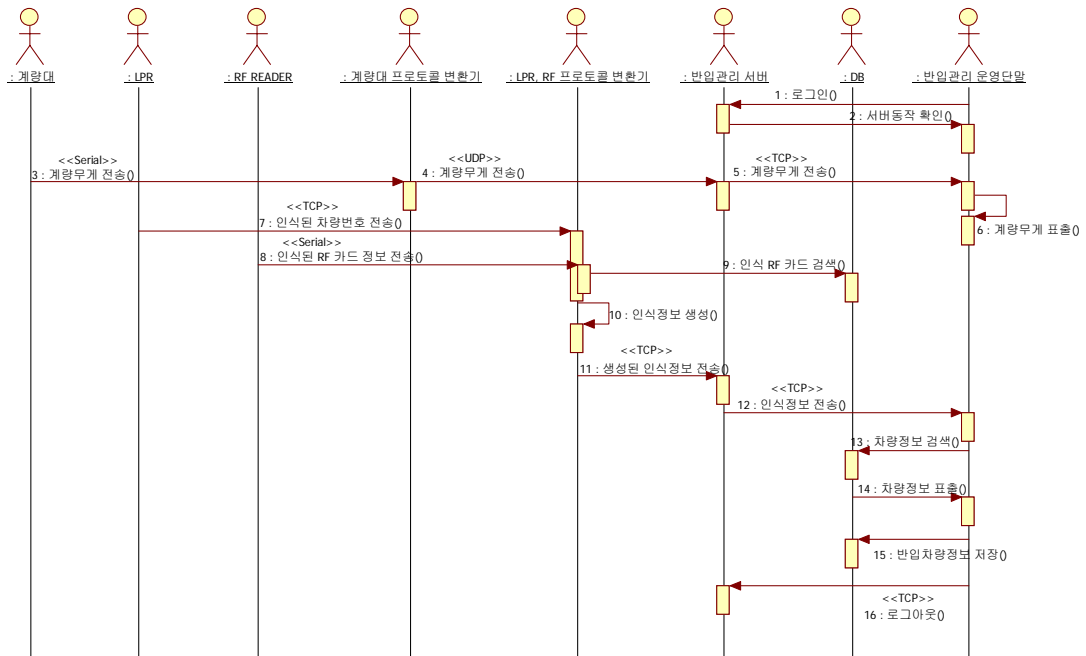 : 계량대
: LPR
: RF READER
: 계량대 프로토콜 변환기
: LPR, RF 프로토콜 변환기
: 반입관리 서버
: DB
: 반입관리 운영단말
1 : 로그인()
2 : 서버동작 확인()
<<Serial>>
3 : 계량무게 전송()
<<UDP>>
4 : 계량무게 전송()
<<TCP>>
5 : 계량무게 전송()
6 : 계량무게 표출()
<<TCP>>
7 : 인식된 차량번호 전송()
<<Serial>>
8 : 인식된 RF 카드 정보 전송()
9 : 인식 RF 카드 검색()
10 : 인식정보 생성()
<<TCP>>
11 : 생성된 인식정보 전송()
<<TCP>>
12 : 인식정보 전송()
13 : 차량정보 검색()
14 : 차량정보 표출()
15 : 반입차량정보 저장()
<<TCP>>
16 : 로그아웃()